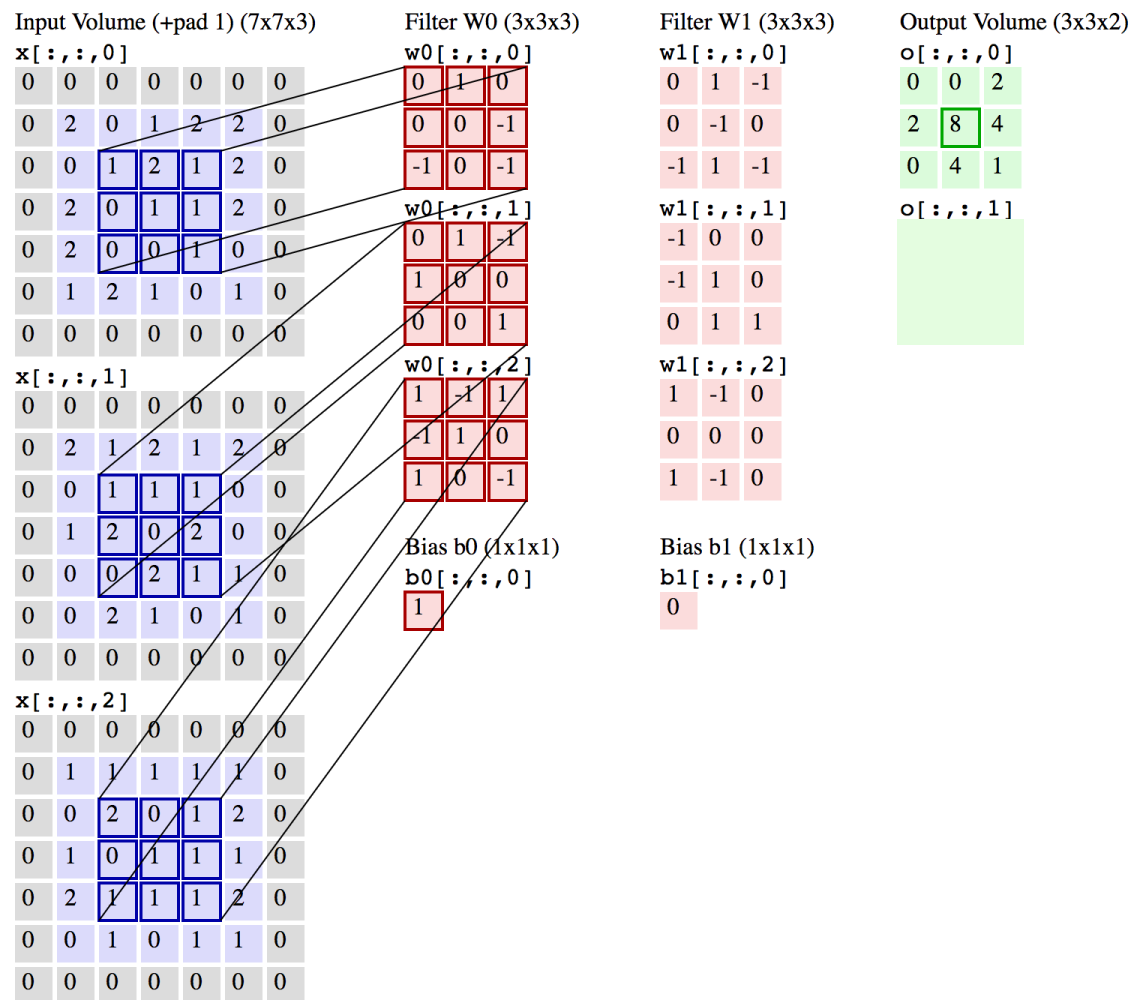 Input Volume (+pad 1) (7x7x3)
x[:,:,0]
0 0 0 0 0 0 0
0 2 0 1 2 2 0
0 0 1 2 1 2 0
0 2 0 1 1 2 0
0 2 0 0 1 0 0
0 1 2 1 0 1 0
0 0 0 0 0 0 0
x[:,:,1]
0 0 0 0 0 0 0
0 2 1 2 1 2 0
0 0 1 1 1 0 0
0 1 2 0 2 0 0
0 0 0 2 1 1 0
0 0 2 1 0 1 0
0 0 0 0 0 0 0
x[:,:,2]
0 0 0 0 0 0 0
0 1 1 1 1 1 0
0 0 2 0 1 2 0
0 1 0 1 1 1 0
0 2 1 1 1 2 0
0 0 1 0 1 1 0
0 0 0 0 0 0 0
Filter W0 (3x3x3)
w0[:,:,0]
0 1 0
0 0 -1
-1 0 -1
w0[:,:,1]
0 1 -1
1 0 0
0 0 1
w0[:,:,2]
1 -1 1
-1 1 0
1 0 -1
Bias b0 (1x1x1)
b0[:,:,0]
1
Filter W1 (3x3x3)
w1[:,:,0]
0 1 -1
0 -1 0
-1 1 -1
w1[:,:,1]
-1 0 0
-1 1 0
0 1 1
w1[:,:,2]
1 -1 0
0 0 0
1 -1 0
Bias b1 (1x1x1)
b1[:,:,0]
0
Output Volume (3x3x2)
o[:,:,0]
0 0 2
2 8 4
0 4 1
o[:,:,1]